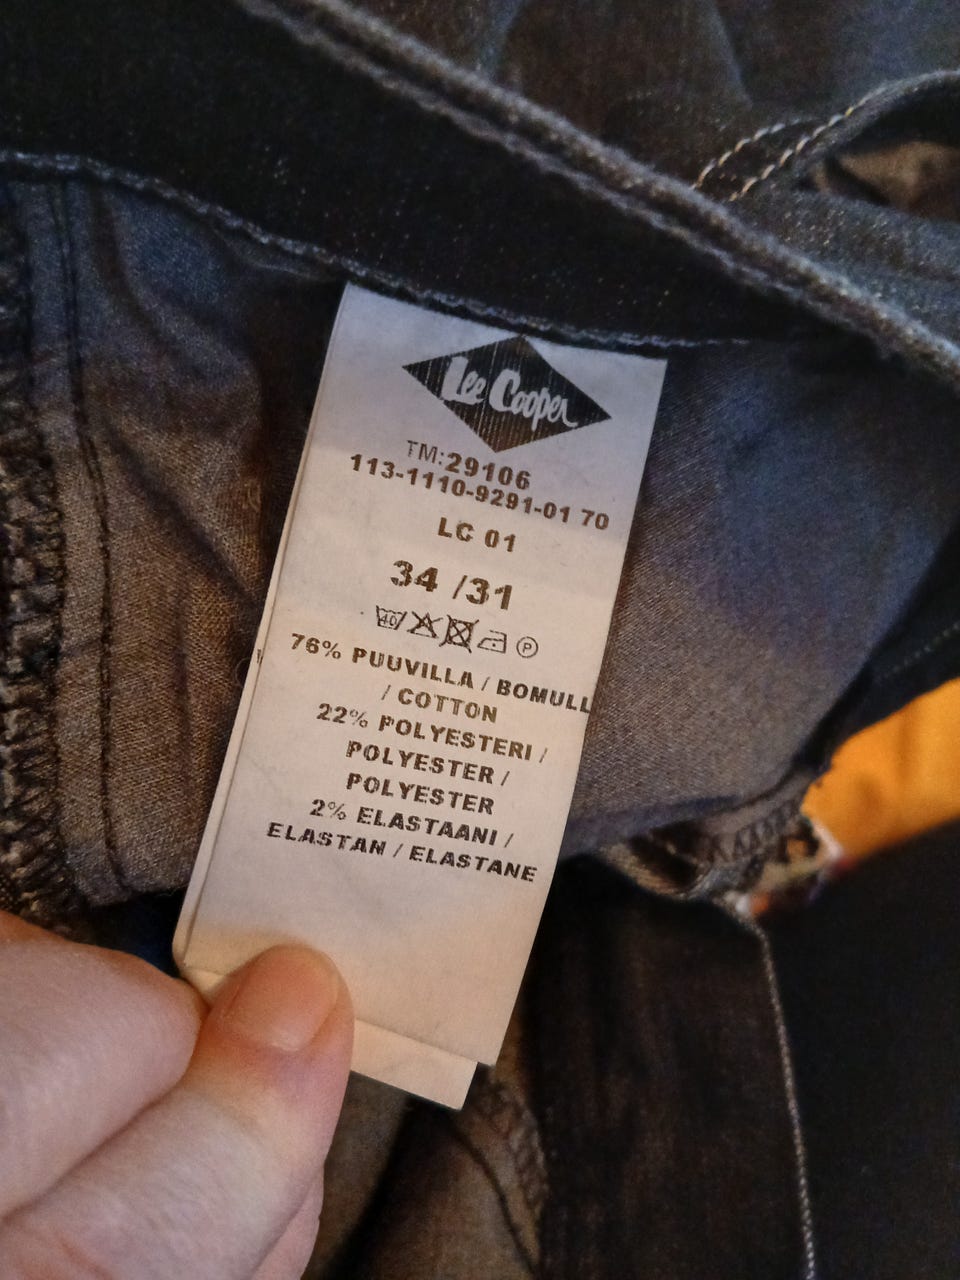 Lee Cooper
TM:29106
113-1110-9291-01 70
LC 01
34 /31
40 P
76% PUUVILLA / BOMULL
/ COTTON
22% POLYESTERI /
POLYESTER /
POLYESTER
2% ELASTAANI /
ELASTAN / ELASTANE